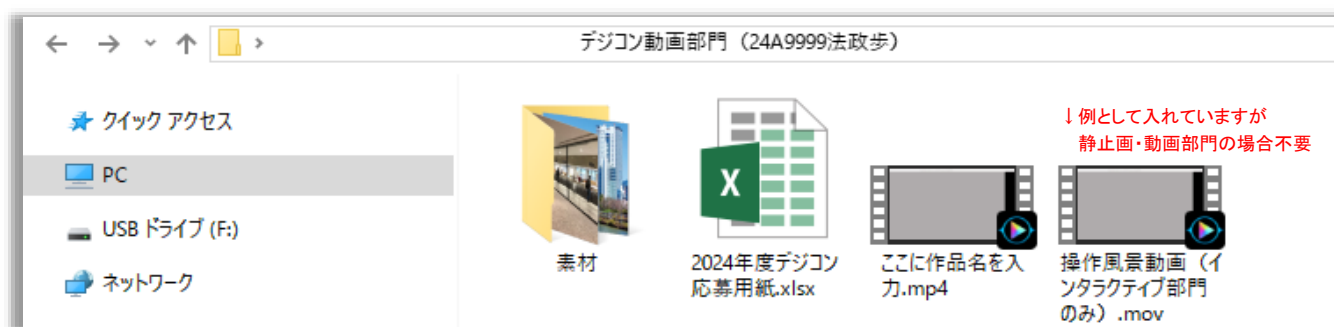 デジコン動画部門（24A9999法政歩）
クイック アクセス
PC
USB ドライブ (F:)
ネットワーク
↓例として入れていますが
静止画・動画部門の場合不要
X
素材
2024年度デジコン
応募用紙.xlsx
ここに作品名を入
力.mp4
操作風景動画（イ
ンタラクティブ部門
のみ）.mov